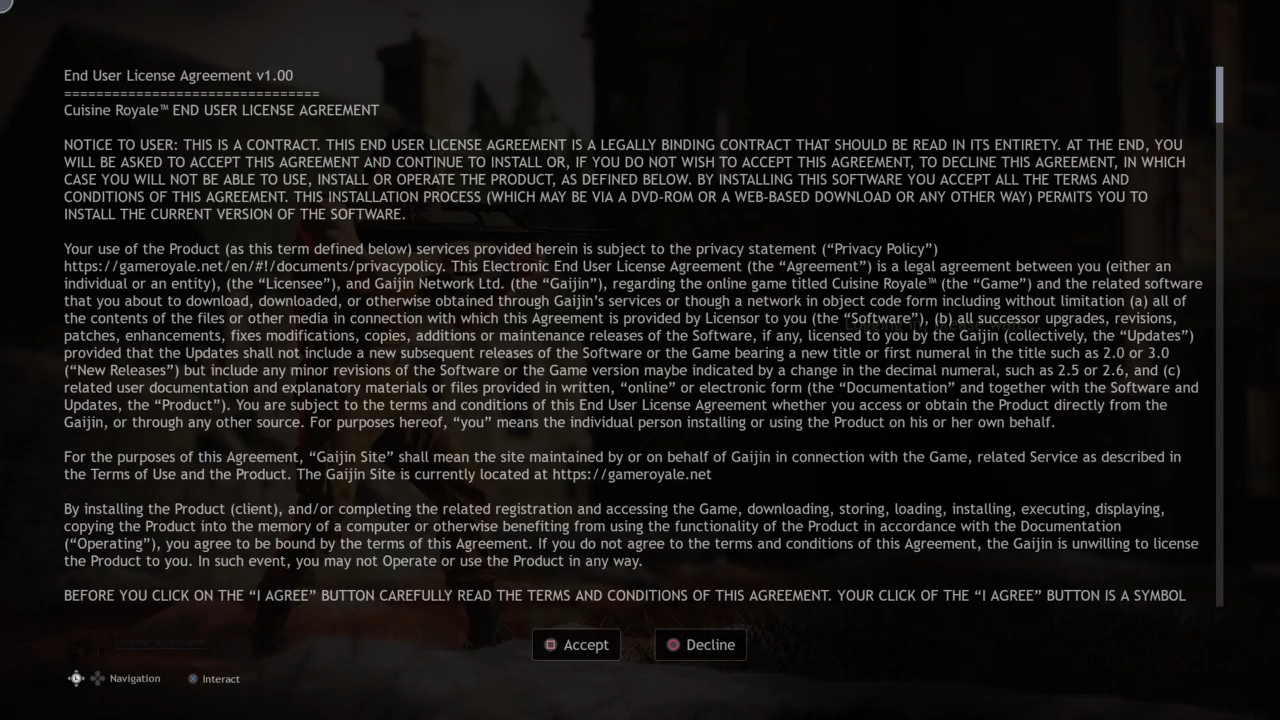 End User License Agreement v1.00
================================
Cuisine Royale™ END USER LICENSE AGREEMENT
NOTICE TO USER: THIS IS A CONTRACT. THIS END USER LICENSE AGREEMENT IS A LEGALLY BINDING CONTRACT THAT SHOULD BE READ IN ITS ENTIRETY. AT THE END, YOU
WILL BE ASKED TO ACCEPT THIS AGREEMENT AND CONTINUE TO INSTALL OR, IF YOU DO NOT WISH TO ACCEPT THIS AGREEMENT, TO DECLINE THIS AGREEMENT, IN WHICH
CASE YOU WILL NOT BE ABLE TO USE, INSTALL OR OPERATE THE PRODUCT, AS DEFINED BELOW. BY INSTALLING THIS SOFTWARE YOU ACCEPT ALL THE TERMS AND
CONDITIONS OF THIS AGREEMENT. THIS INSTALLATION PROCESS (WHICH MAY BE VIA A DVD-ROM OR A WEB-BASED DOWNLOAD OR ANY OTHER WAY) PERMITS YOU TO
INSTALL THE CURRENT VERSION OF THE SOFTWARE.
Your use of the Product (as this term defined below) services provided herein is subject to the privacy statement (“Privacy Policy”)
https://gameroyale.net/en/#!/documents/privacypolicy. This Electronic End User License Agreement (the “Agreement”) is a legal agreement between you (either an
individual or an entity), (the “Licensee”), and Gaijin Network Ltd. (the “Gaijin”), regarding the online game titled Cuisine Royale™ (the “Game”) and the related software
that you about to download, downloaded, or otherwise obtained through Gaijin’s services or though a network in object code form including without limitation (a) all of
the contents of the files or other media in connection with which this Agreement is provided by Licensor to you (the “Software”), (b) all successor upgrades, revisions,
patches, enhancements, fixes modifications, copies, additions or maintenance releases of the Software, if any, licensed to you by the Gaijin (collectively, the “Updates”)
provided that the Updates shall not include a new subsequent releases of the Software or the Game bearing a new title or first numeral in the title such as 2.0 or 3.0
(“New Releases”) but include any minor revisions of the Software or the Game version maybe indicated by a change in the decimal numeral, such as 2.5 or 2.6, and (c)
related user documentation and explanatory materials or files provided in written, “online” or electronic form (the “Documentation” and together with the Software and
Updates, the “Product”). You are subject to the terms and conditions of this End User License Agreement whether you access or obtain the Product directly from the
Gaijin, or through any other source. For purposes hereof, “you” means the individual person installing or using the Product on his or her own behalf.
For the purposes of this Agreement, “Gaijin Site” shall mean the site maintained by or on behalf of Gaijin in connection with the Game, related Service as described in
the Terms of Use and the Product. The Gaijin Site is currently located at https://gameroyale.net
By installing the Product (client), and/or completing the related registration and accessing the Game, downloading, storing, loading, installing, executing, displaying,
copying the Product into the memory of a computer or otherwise benefiting from using the functionality of the Product in accordance with the Documentation
(“Operating”), you agree to be bound by the terms of this Agreement. If you do not agree to the terms and conditions of this Agreement, the Gaijin is unwilling to license
the Product to you. In such event, you may not Operate or use the Product in any way.
BEFORE YOU CLICK ON THE “I AGREE” BUTTON CAREFULLY READ THE TERMS AND CONDITIONS OF THIS AGREEMENT. YOUR CLICK OF THE “I AGREE” BUTTON IS A SYMBOL
Accept
Decline
Navigation
Interact